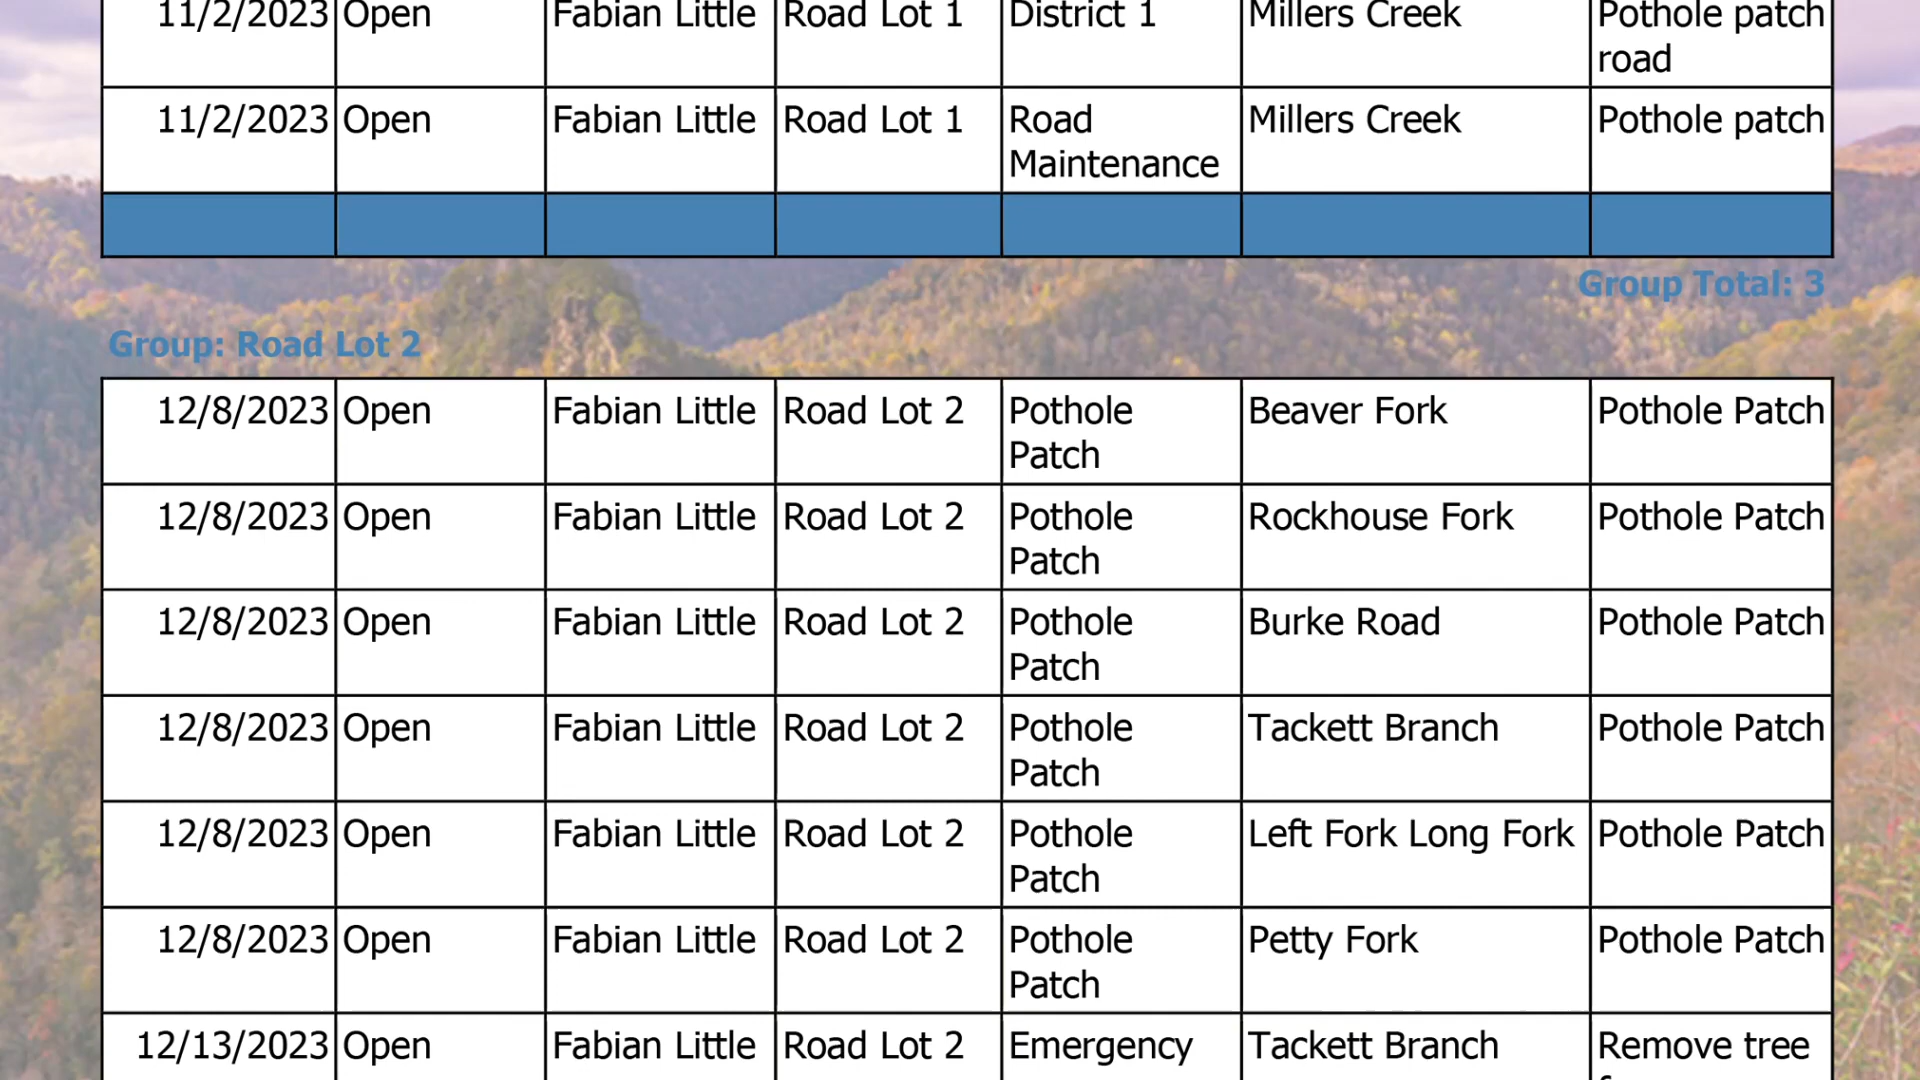 11/2/2023 Open Fabian Little Road Lot 1 District 1 Millers Creek Pothole patch
road
11/2/2023 Open Fabian Little Road Lot 1 Road Millers Creek Pothole patch
Maintenance
Group Total: 3
Group: Road Lot 2
12/8/2023 Open Fabian Little Road Lot 2 Pothole Beaver Fork Pothole Patch
Patch
12/8/2023 Open Fabian Little Road Lot 2 Pothole Rockhouse Fork Pothole Patch
Patch
12/8/2023 Open Fabian Little Road Lot 2 Pothole Burke Road Pothole Patch
Patch
12/8/2023 Open Fabian Little Road Lot 2 Pothole Tackett Branch Pothole Patch
Patch
12/8/2023 Open Fabian Little Road Lot 2 Pothole Left Fork Long Fork Pothole Patch
Patch
12/8/2023 Open Fabian Little Road Lot 2 Pothole Petty Fork Pothole Patch
Patch
12/13/2023 Open Fabian Little Road Lot 2 Emergency Tackett Branch Remove tree